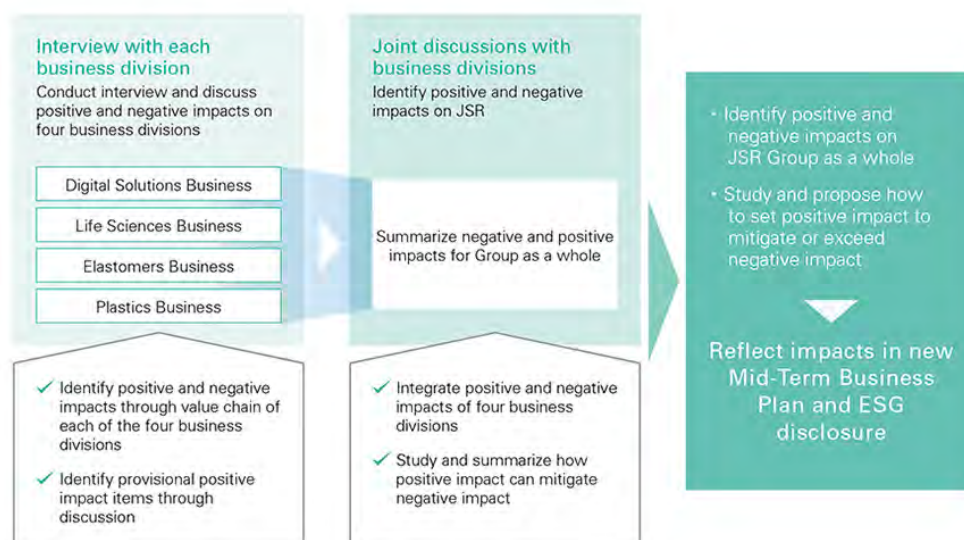 Interview with each
business division
Conduct interview and discuss
positive and negative impacts on
four business divisions
Digital Solutions Business
Life Sciences Business
Elastomers Business
Plastics Business
✓ Identify positive and negative
impacts through value chain of
each of the four business
divisions
✓ Identify provisional positive
impact items through
discussion
Joint discussions with
business divisions
Identify positive and negative
impacts on JSR
Summarize negative and positive
impacts for Group as a whole
✓ Integrate positive and negative
impacts of four business
divisions
✓ Study and summarize how
positive impact can mitigate
negative impact
• Identify positive and
negative impacts on
JSR Group as a whole
• Study and propose how
to set positive impact to
mitigate or exceed
negative impact
Reflect impacts in new
Mid-Term Business
Plan and ESG
disclosure